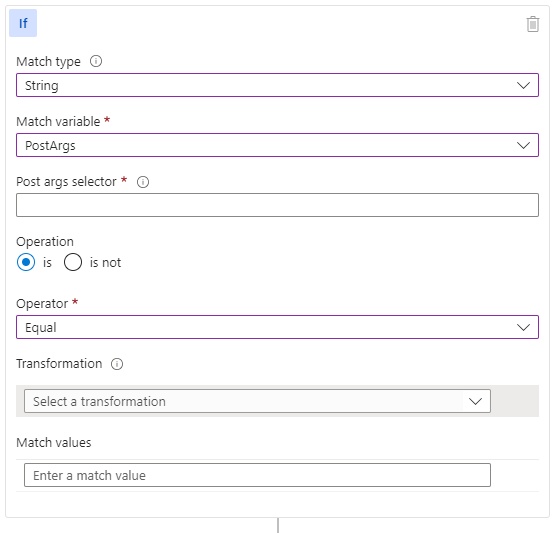 If
Match type
String
Match variable *
PostArgs
Post args selector *
Operation
is is not
Operator *
Equal
Transformation
Select a transformation
Match values
Enter a match value